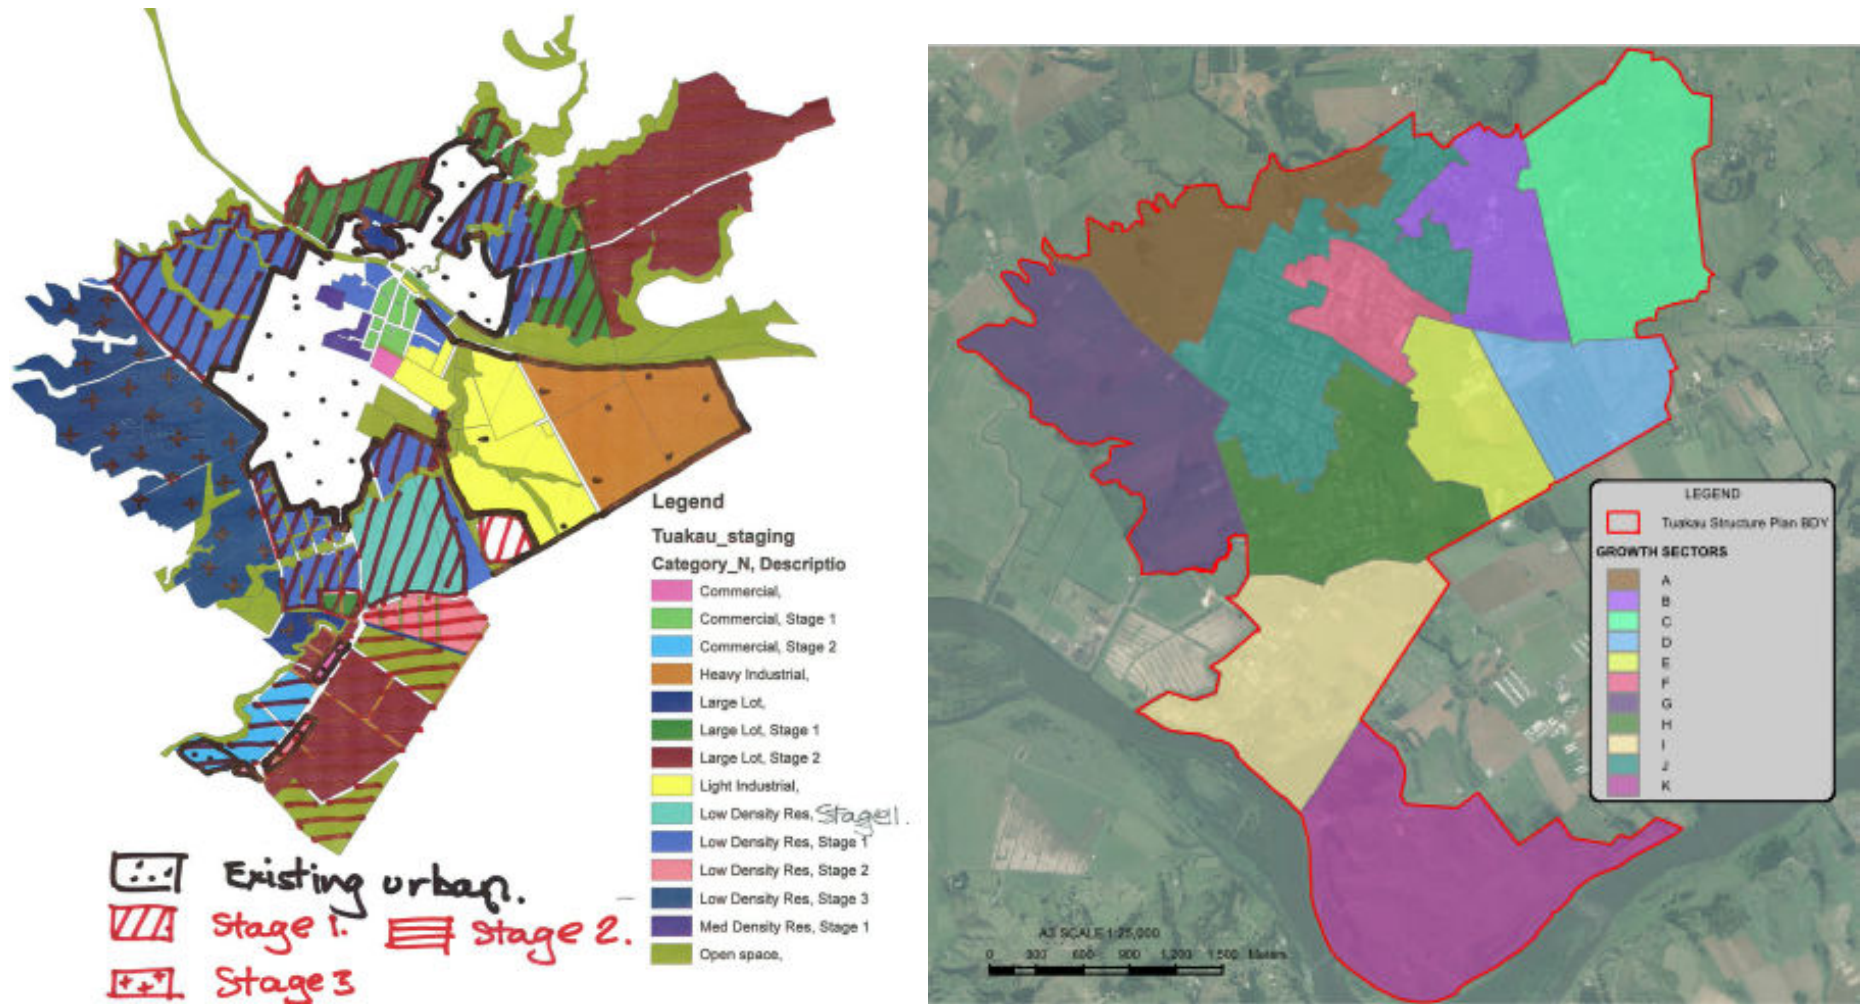 Legend
Tuakau_staging
Category_N, Descriptio
Commercial,
Commercial, Stage 1
Commercial, Stage 2
Heavy Industrial,
Large Lot,
Large Lot, Stage 1
Large Lot, Stage 2
Light Industrial,
Low Density Res, Stage 1.
Low Density Res, Stage 1
Low Density Res, Stage 2
Low Density Res, Stage 3
Med Density Res, Stage 1
Open space,
Existing urban.
Stage 1. Stage 2.
Stage 3
LEGEND
Tuakau Structure Plan BDY
GROWTH SECTORS
A
B
C
D
E
F
G
H
I
J
K
A3 SCALE 1:25,000
0 300 600 900 1,200 1,500 Meters